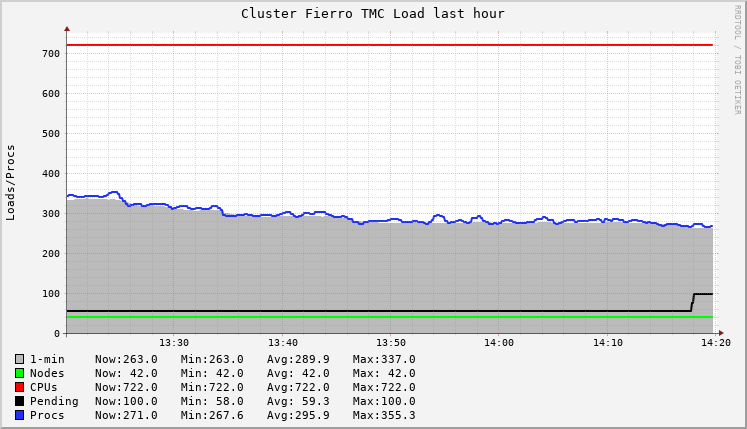 Cluster Fierro TMC Load last hour
RRDTOOL / TOBI OETIKER
Loads/Procs
700
600
500
400
300
200
100
0
13:30 13:40 13:50 14:00 14:10 14:20
1-min Now:263.0 Min:263.0 Avg:289.9 Max:337.0
Nodes Now: 42.0 Min: 42.0 Avg: 42.0 Max: 42.0
CPUs Now:722.0 Min:722.0 Avg:722.0 Max:722.0
Pending Now:100.0 Min: 58.0 Avg: 59.3 Max:100.0
Procs Now:271.0 Min:267.6 Avg:295.9 Max:355.3